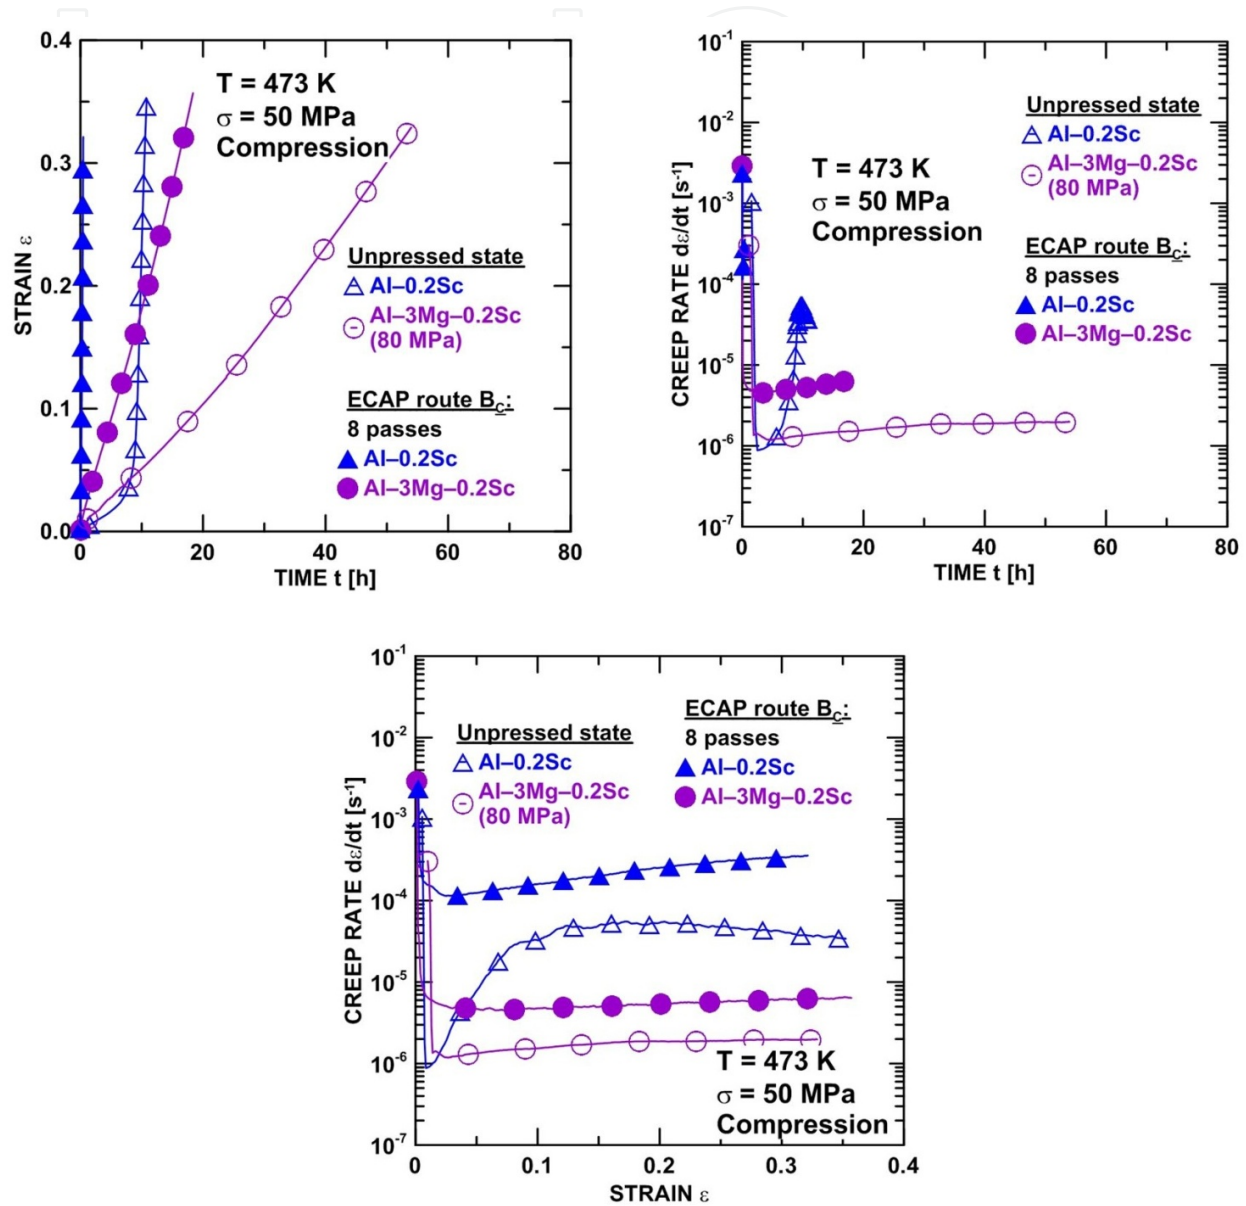 0.4
0.3
0.2
0.1
0.0
STRAIN ε
0
20
40
60
80
TIME t [h]
T = 473 K
σ = 50 MPa
Compression
Unpressed state
Al–0.2Sc
Al–3Mg–0.2Sc
(80 MPa)
ECAP route B_C:
8 passes
Al–0.2Sc
Al–3Mg–0.2Sc
10^-1
10^-2
10^-3
10^-4
10^-5
10^-6
10^-7
CREEP RATE dε/dt [s^-1]
0
20
40
60
80
TIME t [h]
T = 473 K
σ = 50 MPa
Compression
Unpressed state
Al–0.2Sc
Al–3Mg–0.2Sc
(80 MPa)
ECAP route B_C:
8 passes
Al–0.2Sc
Al–3Mg–0.2Sc
10^-1
10^-2
10^-3
10^-4
10^-5
10^-6
10^-7
CREEP RATE dε/dt [s^-1]
Unpressed state
Al–0.2Sc
Al–3Mg–0.2Sc
(80 MPa)
ECAP route B_C:
8 passes
Al–0.2Sc
Al–3Mg–0.2Sc
T = 473 K
σ = 50 MPa
Compression
0
0.1
0.2
0.3
0.4
STRAIN ε